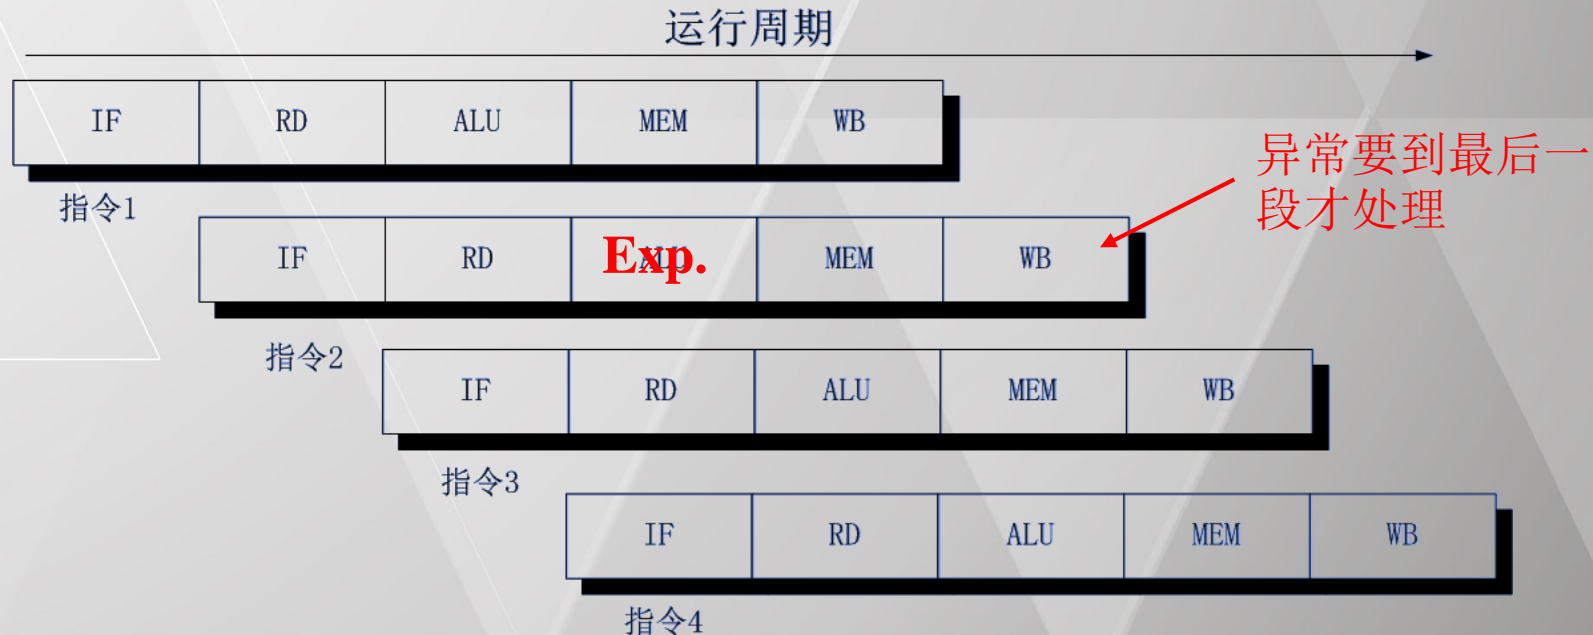 运行周期
IF RD ALU MEM WB
指令1
异常要到最后一
段才处理
IF RD Exp. ALU MEM WB
指令2
IF RD ALU MEM WB
指令3
IF RD ALU MEM WB
指令4